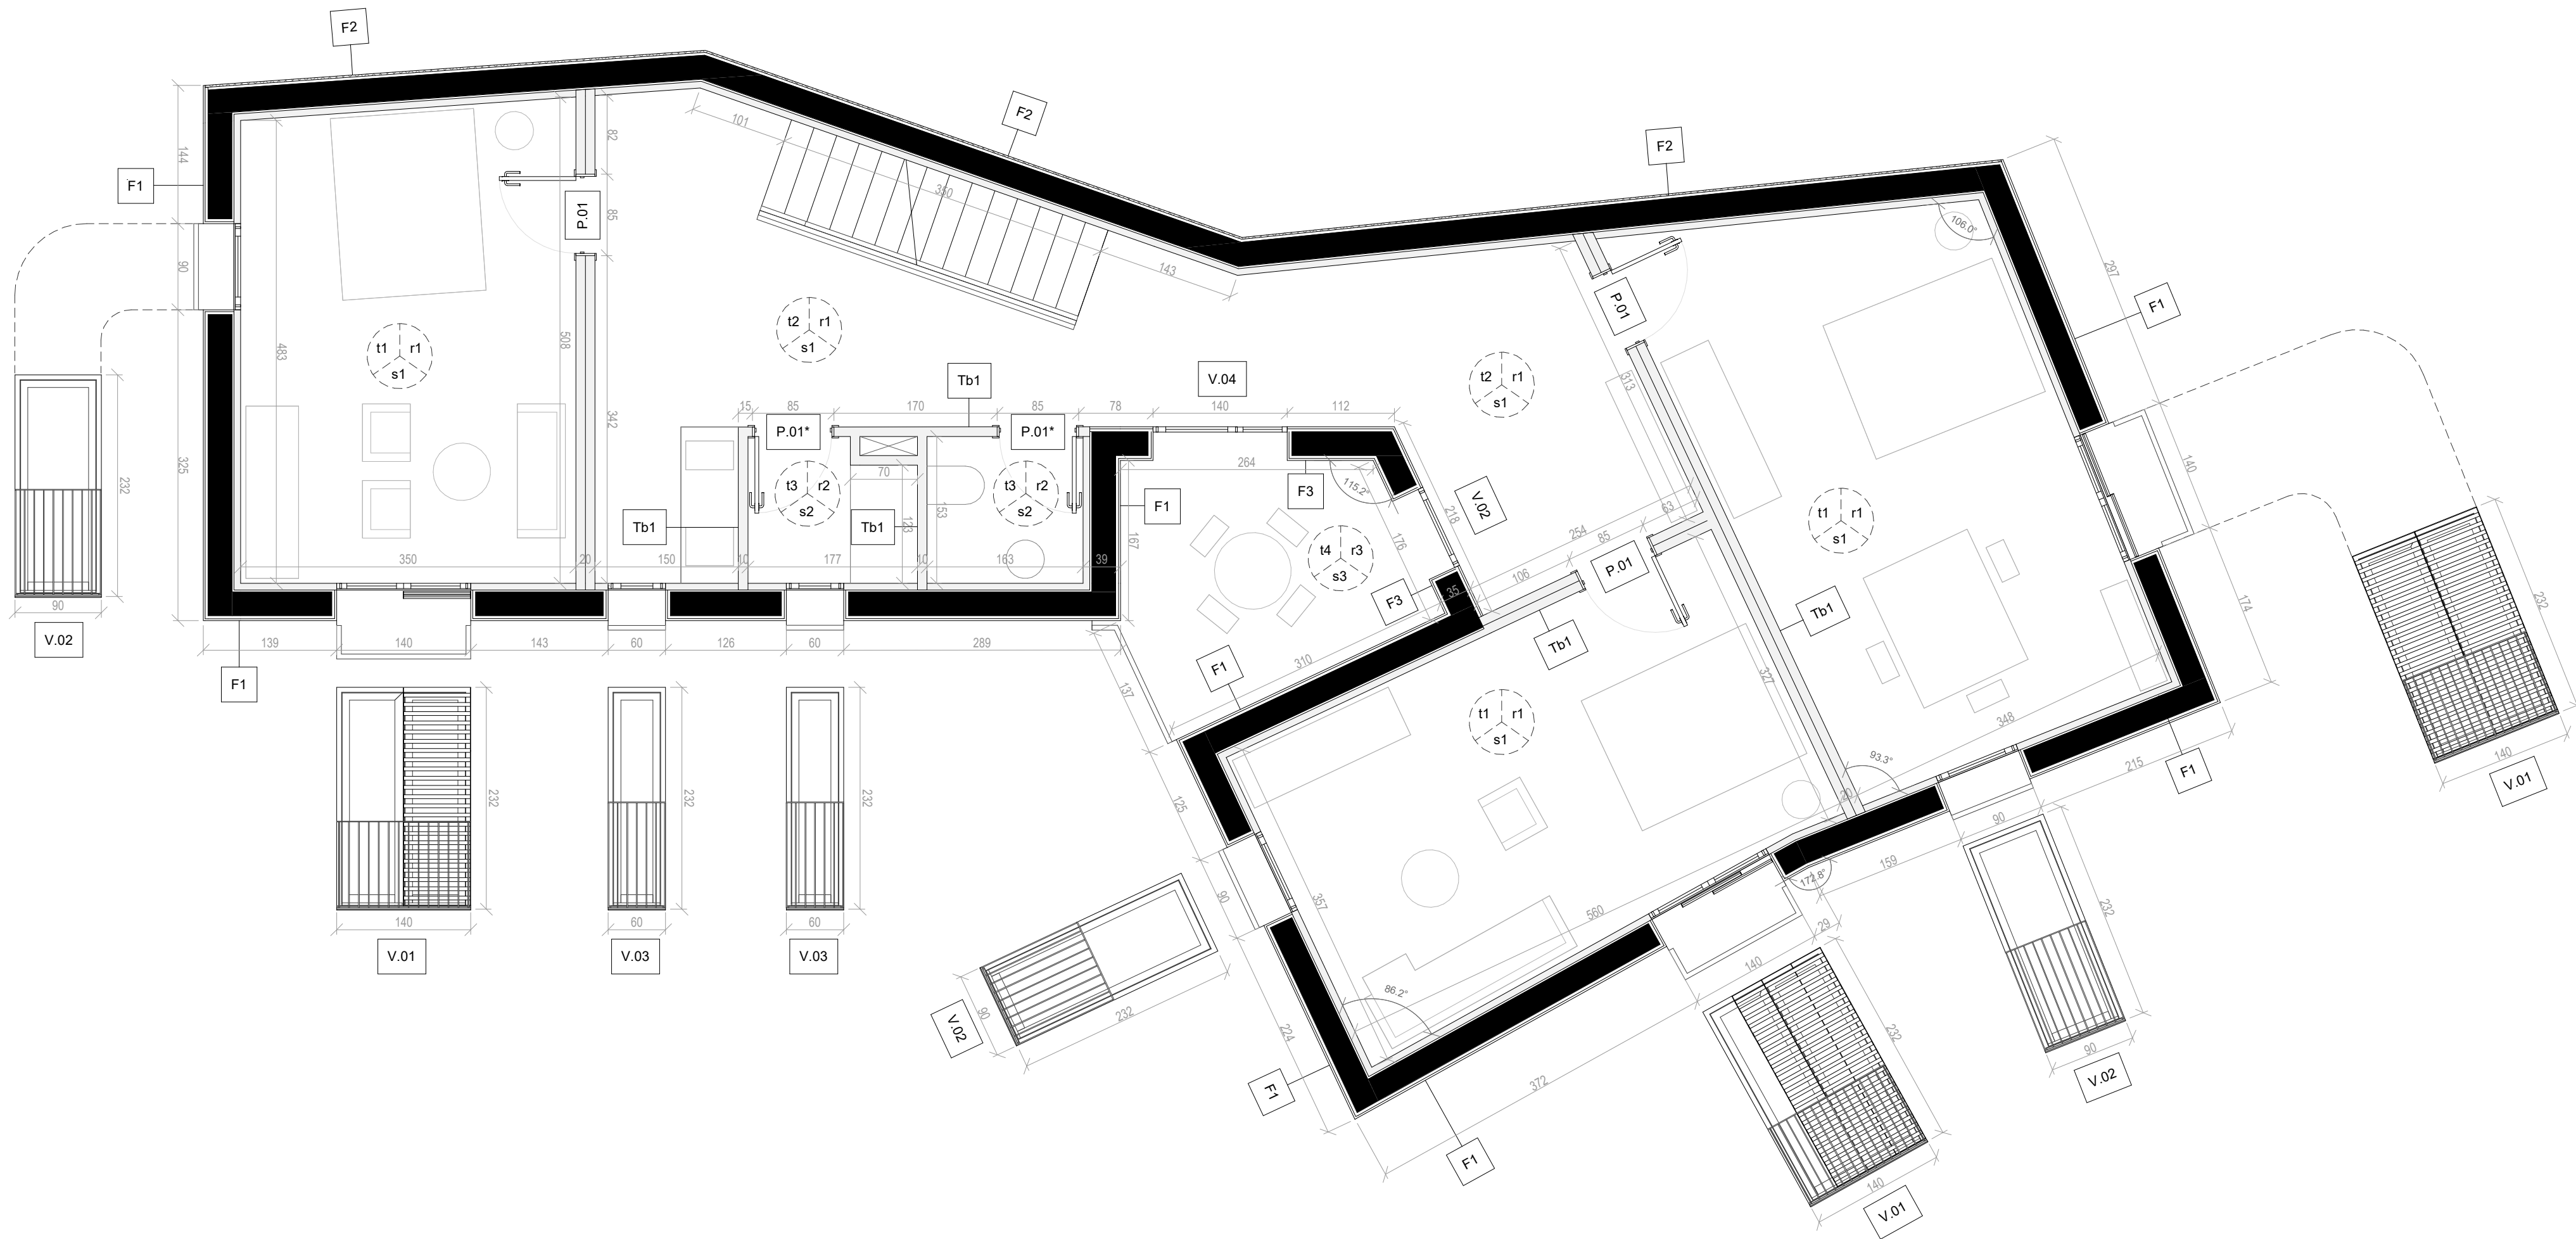 F2
F2
F2
F1
144
90
325
101
350
143
82
85
P.01
106.0°
297
F1
P.01
t1 r1
s1
t2 r1
s1
t2 r1
s1
483
508
342
313
Tb1
V.04
15
85
170
85
78
140
112
P.01*
P.01*
140
232
t3 r2
s2
t3 r2
s2
70
123
153
Tb1
Tb1
264
F1
F3
115.2°
V.02
218
176
t4 r3
s3
167
63
254
85
P.01
106
t1 r1
s1
350
20
150
10
177
10
163
39
F3
35
Tb1
Tb1
174
232
90
V.02
139
140
143
60
126
60
289
F1
137
310
F1
327
348
t1 r1
s1
93.3°
20
215
F1
140
V.01
232
232
232
140
V.01
60
V.03
60
V.03
125
90
357
560
172.8°
159
90
29
232
90
V.02
86.2°
90
232
V.02
224
F1
372
F1
140
232
140
V.01